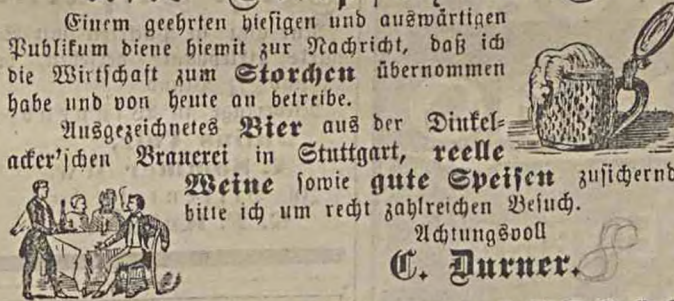 Einem geehrten hiesigen und auswärtigen
Publikum diene hiemit zur Nachricht, daß ich
die Wirtschaft zum Storchen übernommen
habe und von heute an betreibe.
Ausgezeichnetes Bier aus der Dinkel-
acker'schen Brauerei in Stuttgart, reelle
Weine sowie gute Speisen zusichernd
bitte ich um recht zahlreichen Besuch.
Achtungsvoll
C. Durner.
8